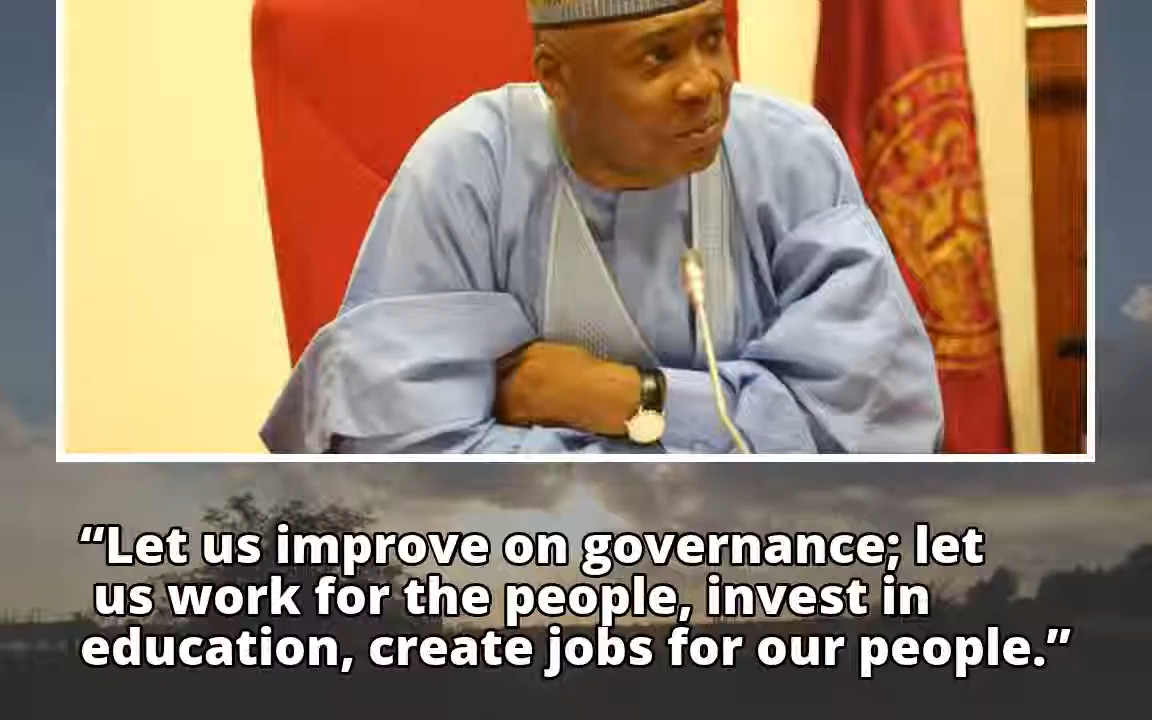 “Let us improve on governance; let
us work for the people, invest in
education, create jobs for our people.”